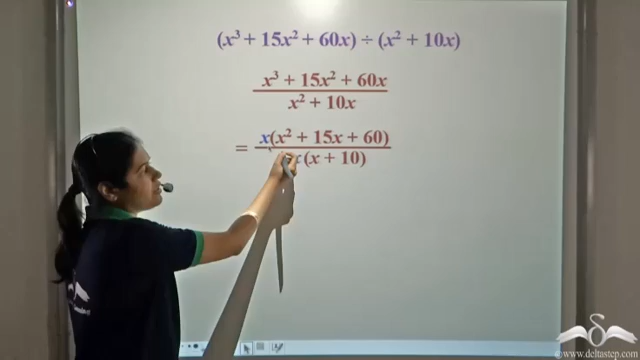 (x³ + 15x² + 60x) ÷ (x² + 10x)
x³ + 15x² + 60x
x² + 10x
= x(x² + 15x + 60)
x(x + 10)
©www.deltastep.com